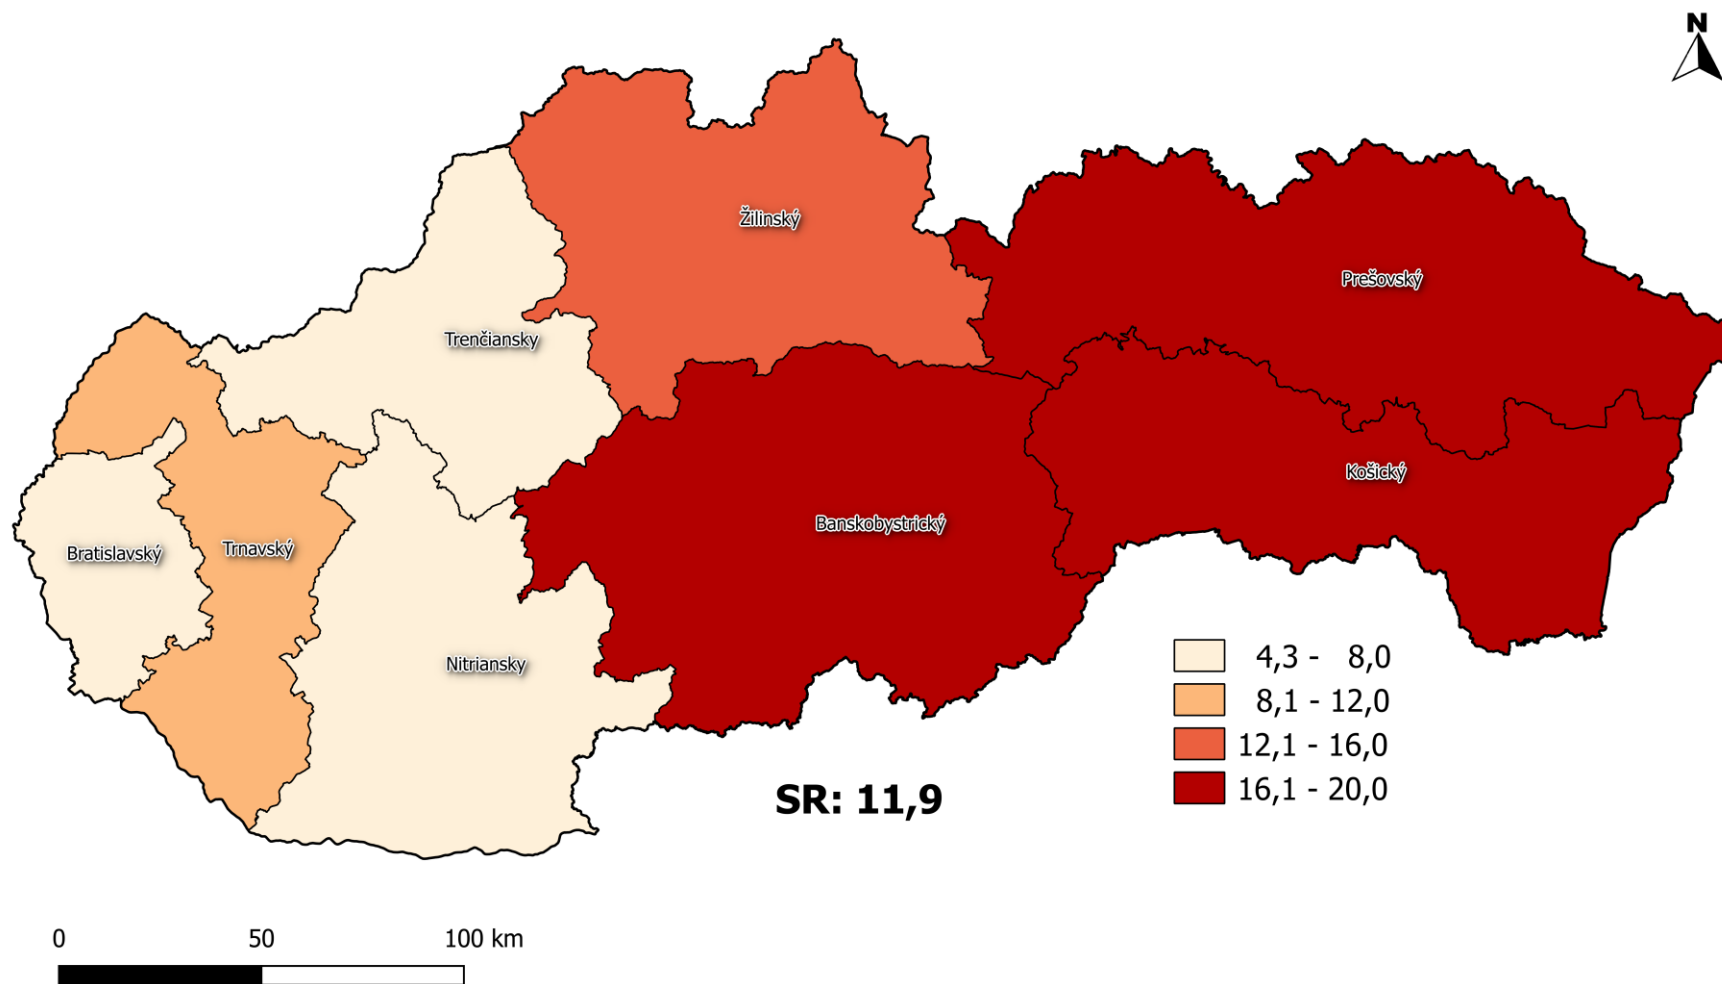 N
Žilinský
Prešovský
Trenčiansky
Košický
Banskobystrický
Bratislavský
Trnavský
Nitriansky
4,3 - 8,0
8,1 - 12,0
12,1 - 16,0
16,1 - 20,0
SR: 11,9
0 50 100 km